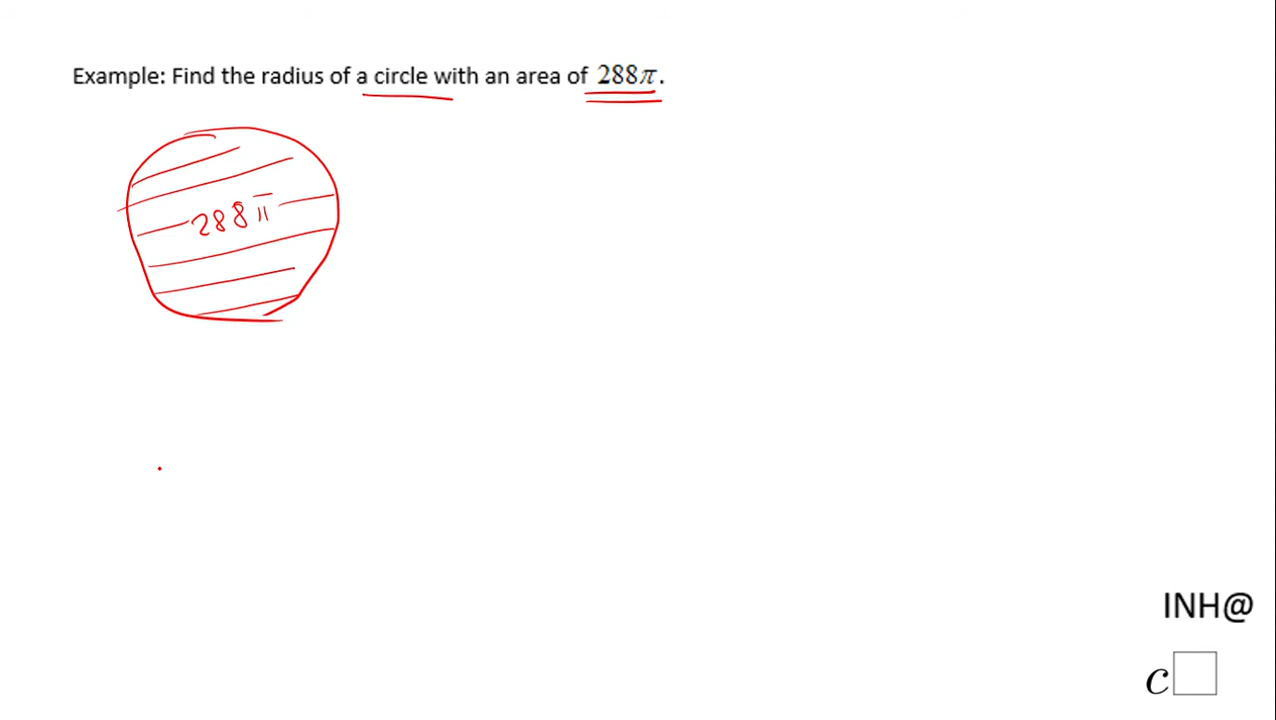 Example: Find the radius of a circle with an area of 288π.
288π
INH@
c